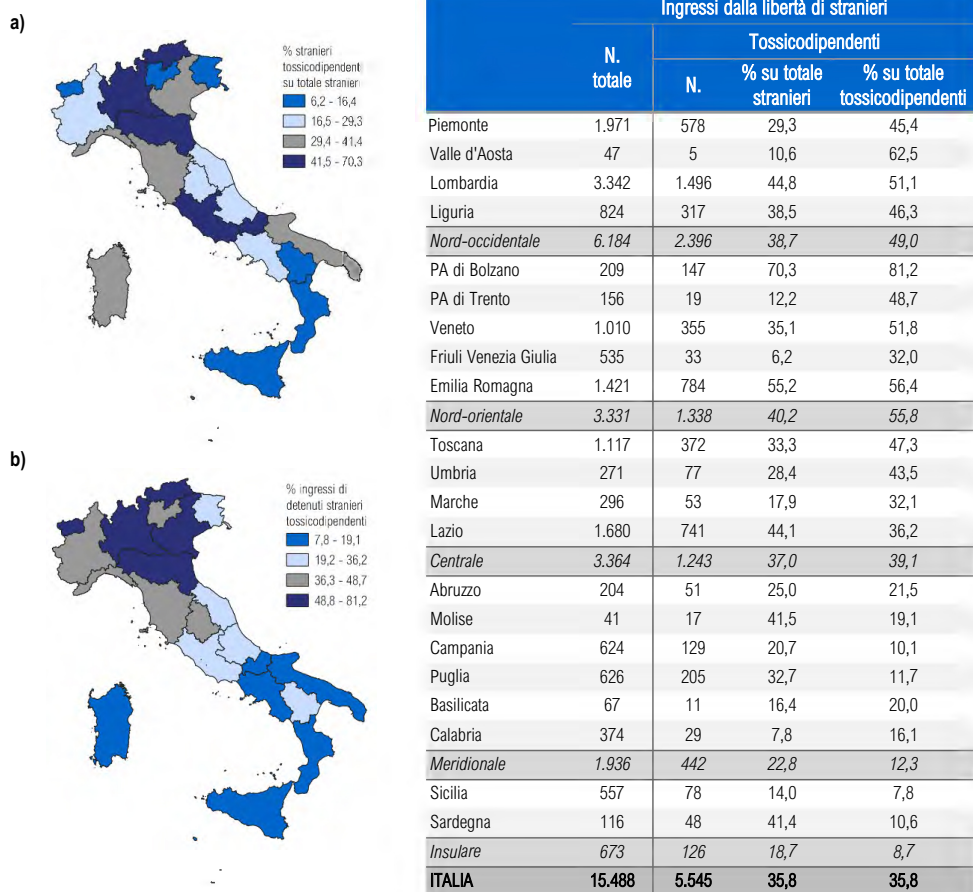 a)
% stranieri
tossicodipendenti
su totale stranieri
6,2 - 16,4
16,5 - 29,3
29,4 - 41,4
41,5 - 70,3
b)
% ingressi di
detenuti stranieri
tossicodipendenti
7,8 - 19,1
19,2 - 36,2
36,3 - 48,7
48,8 - 81,2
Ingressi dalla libertà di stranieri
N. totale
Tossicodipendenti
N.
% su totale stranieri
% su totale tossicodipendenti
Piemonte 1.971 578 29,3 45,4
Valle d'Aosta 47 5 10,6 62,5
Lombardia 3.342 1.496 44,8 51,1
Liguria 824 317 38,5 46,3
Nord-occidentale 6.184 2.396 38,7 49,0
PA di Bolzano 209 147 70,3 81,2
PA di Trento 156 19 12,2 48,7
Veneto 1.010 355 35,1 51,8
Friuli Venezia Giulia 535 33 6,2 32,0
Emilia Romagna 1.421 784 55,2 56,4
Nord-orientale 3.331 1.338 40,2 55,8
Toscana 1.117 372 33,3 47,3
Umbria 271 77 28,4 43,5
Marche 296 53 17,9 32,1
Lazio 1.680 741 44,1 36,2
Centrale 3.364 1.243 37,0 39,1
Abruzzo 204 51 25,0 21,5
Molise 41 17 41,5 19,1
Campania 624 129 20,7 10,1
Puglia 626 205 32,7 11,7
Basilicata 67 11 16,4 20,0
Calabria 374 29 7,8 16,1
Meridionale 1.936 442 22,8 12,3
Sicilia 557 78 14,0 7,8
Sardegna 116 48 41,4 10,6
Insulare 673 126 18,7 8,7
ITALIA 15.488 5.545 35,8 35,8